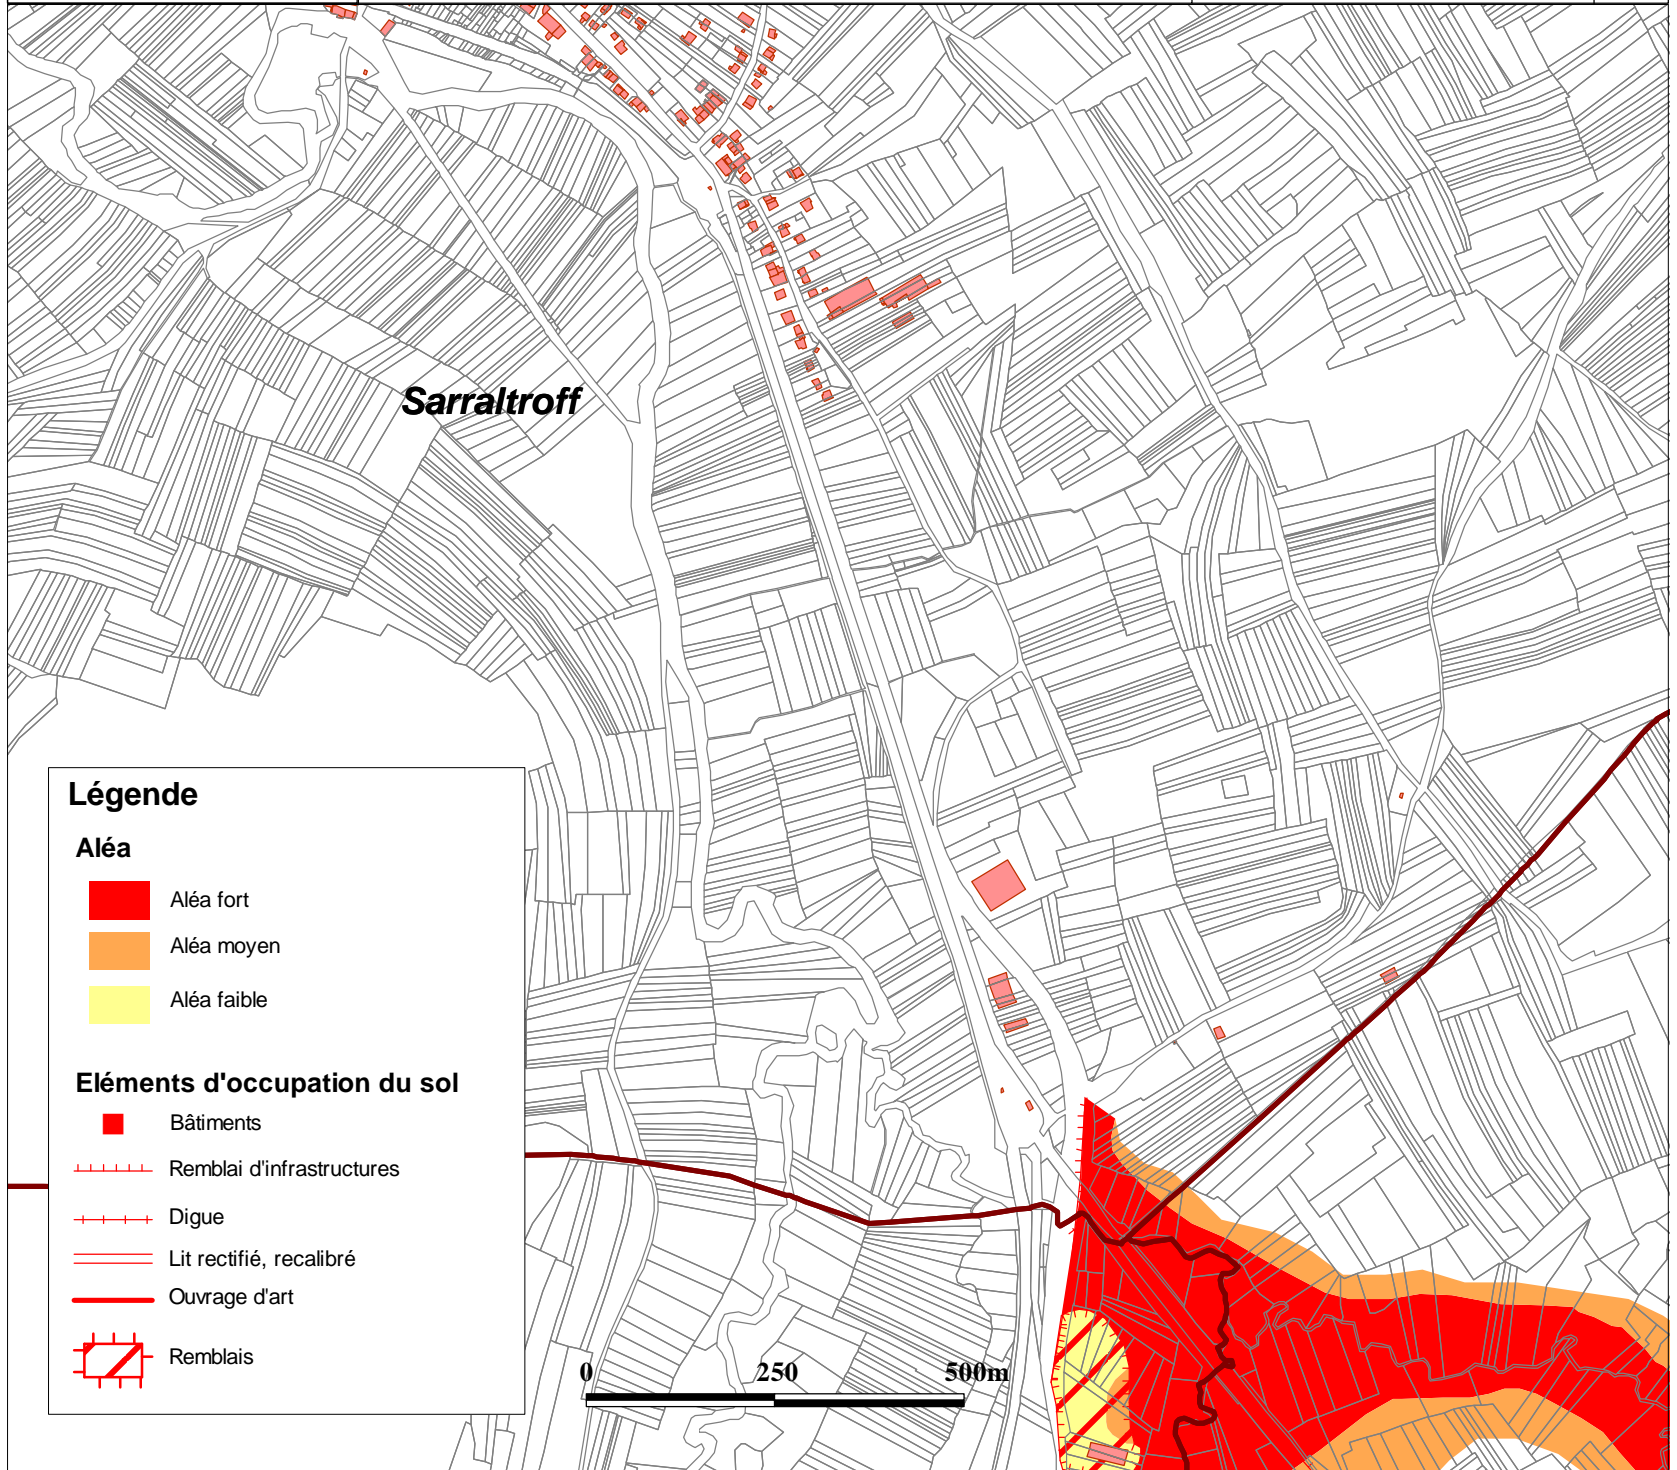 Sarraltroff
Légende
Aléa
Aléa fort
Aléa moyen
Aléa faible
Eléments d'occupation du sol
Bâtiments
Remblai d'infrastructures
Digue
Lit rectifié, recalibré
Ouvrage d'art
Remblais
0 250 500m